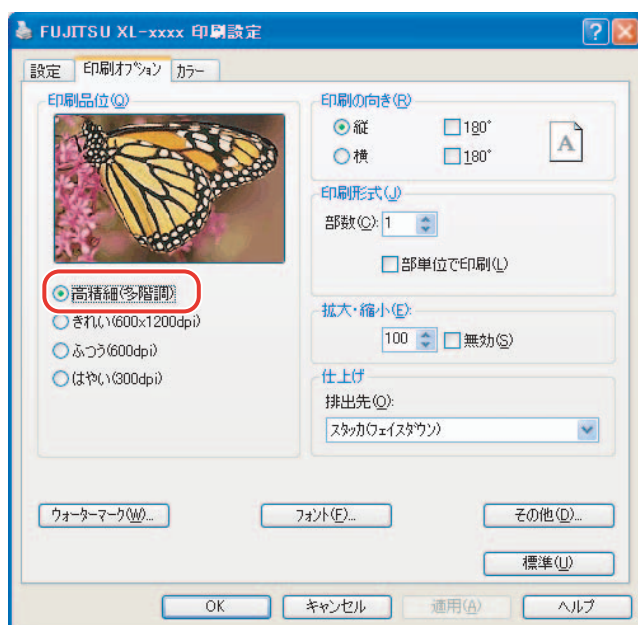 FUJITSU XL-xxxx 印刷設定
設定 印刷オプション カラー
印刷品位(Q)
高精細(多階調)
きれい(600x1200dpi)
ふつう(600dpi)
はやい(300dpi)
印刷の向き(R)
縦 180°
横 180°
A
印刷形式(J)
部数(C): 1
部単位で印刷(L)
拡大・縮小(E):
100 無効(S)
仕上げ
排出先(O):
スタッカ(フェイスダウン)
ウォーターマーク(W)... フォント(F)... その他(D)...
標準(U)
OK キャンセル 適用(A) ヘルプ